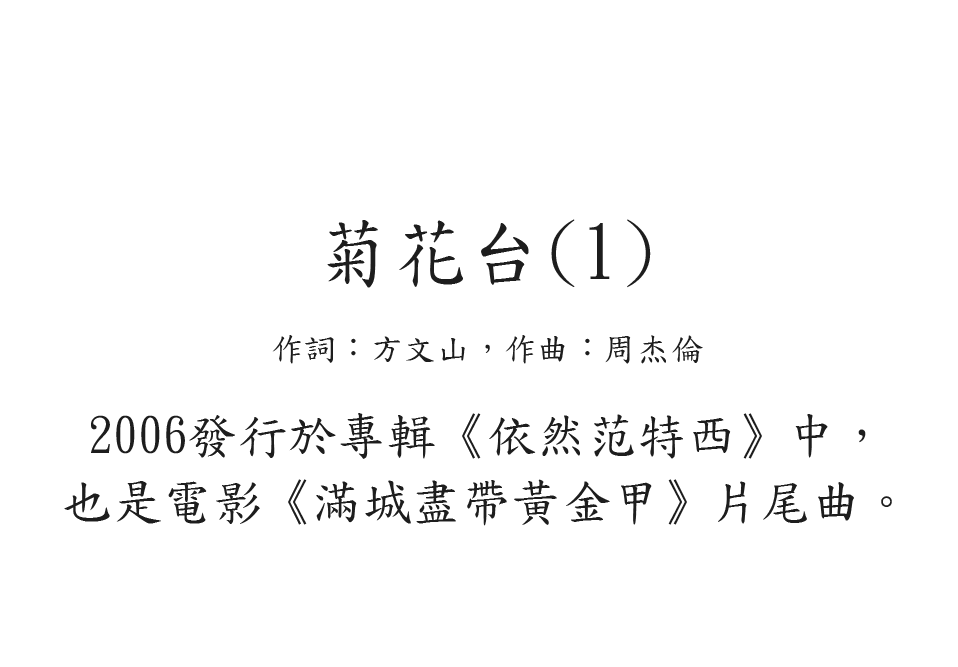 菊花台(1)
作詞：方文山，作曲：周杰倫
2006發行於專輯《依然范特西》中，
也是電影《滿城盡帶黃金甲》片尾曲。